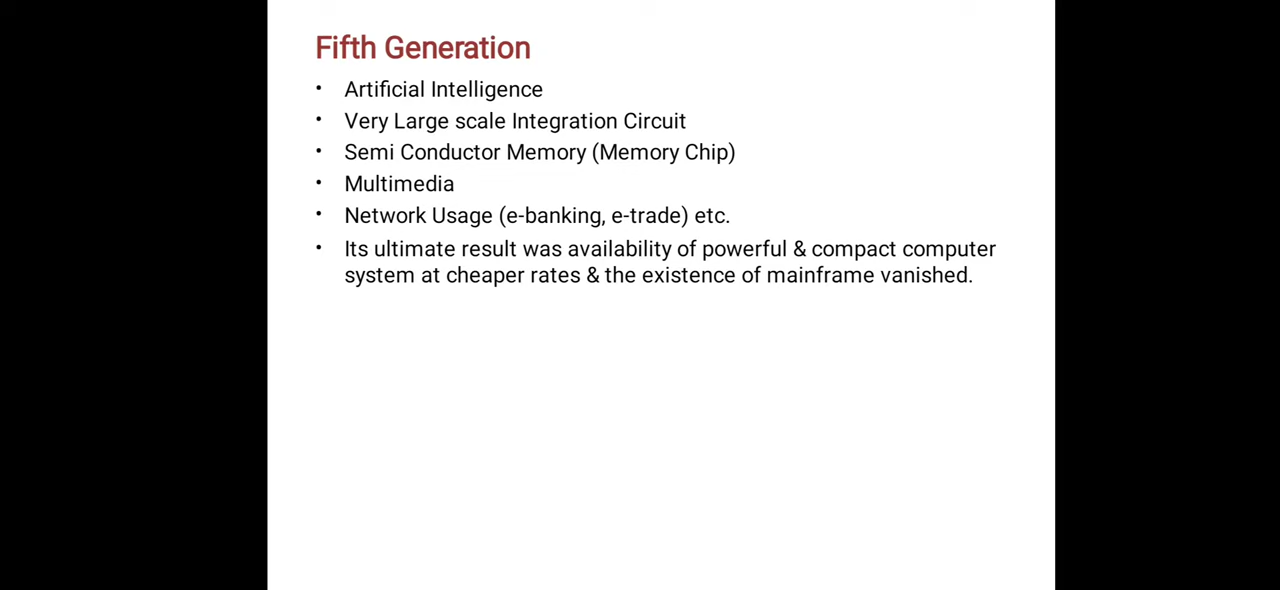 Fifth Generation
• Artificial Intelligence
• Very Large scale Integration Circuit
• Semi Conductor Memory (Memory Chip)
• Multimedia
• Network Usage (e-banking, e-trade) etc.
• Its ultimate result was availability of powerful & compact computer
system at cheaper rates & the existence of mainframe vanished.